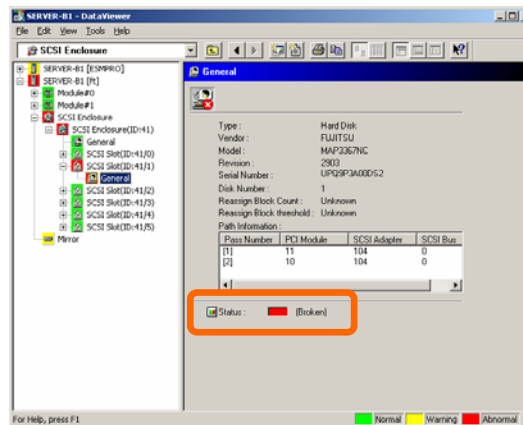 SERVER-B1 - DataViewer
File Edit View Tools Help
SCSI Enclosure
SERVER-B1 [ESMPRO]
SERVER-B1 [ft]
Module#0
Module#1
SCSI Enclosure
SCSI Enclosure(ID:41)
General
SCSI Slot(ID:41/0)
SCSI Slot(ID:41/1)
General
SCSI Slot(ID:41/2)
SCSI Slot(ID:41/3)
SCSI Slot(ID:41/4)
SCSI Slot(ID:41/5)
Mirror
General
Type : Hard Disk
Vendor : FUJITSU
Model : MAP3367NC
Revision : 2903
Serial Number : UPQ9P3A00DS2
Disk Number : 1
Reassign Block Count : Unknown
Reassign Block threshold : Unknown
Path Information :
Pass Number PCI Module SCSI Adapter SCSI Bus
[1] 11 104 0
[2] 10 104 0
Status : (Broken)
For Help, press F1
Normal Warning Abnormal